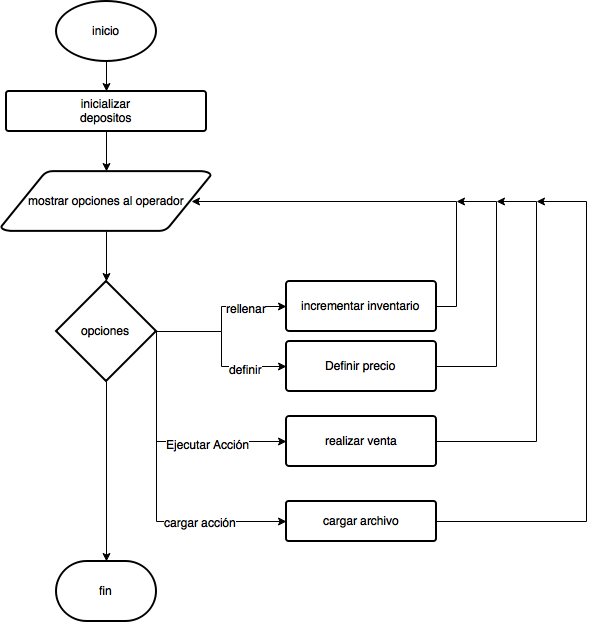 inicio
inicializar
depositos
mostrar opciones al operador
opciones
rellenar
incrementar inventario
definir
Definir precio
Ejecutar Acción
realizar venta
cargar acción
cargar archivo
fin